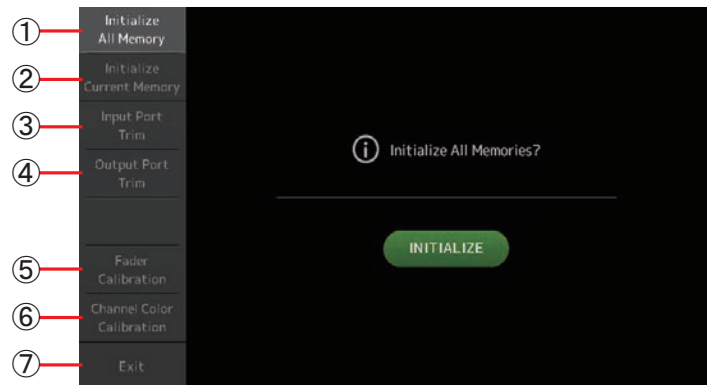 ① Initialize
All Memory
② Initialize
Current Memory
③ Input Port
Trim
④ Output Port
Trim
⑤ Fader
Calibration
⑥ Channel Color
Calibration
⑦ Exit
Initialize All Memories?
INITIALIZE